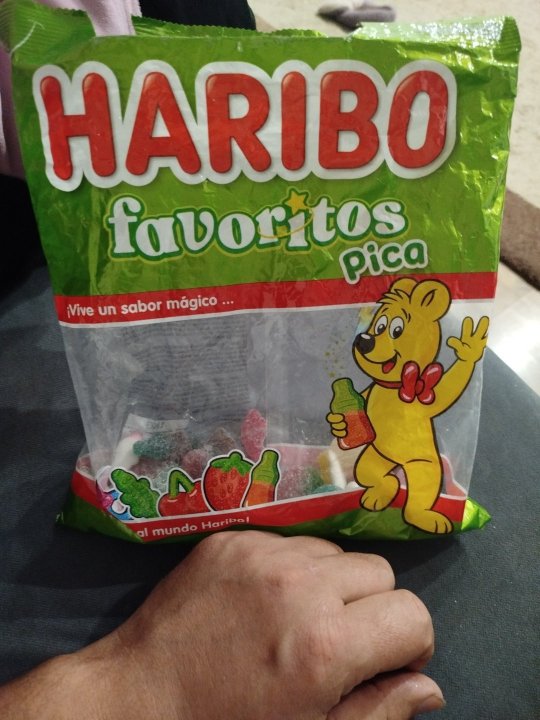 HARIBO
favoritos
Pica
¡Vive un sabor mágico ...
al mundo Haribo!